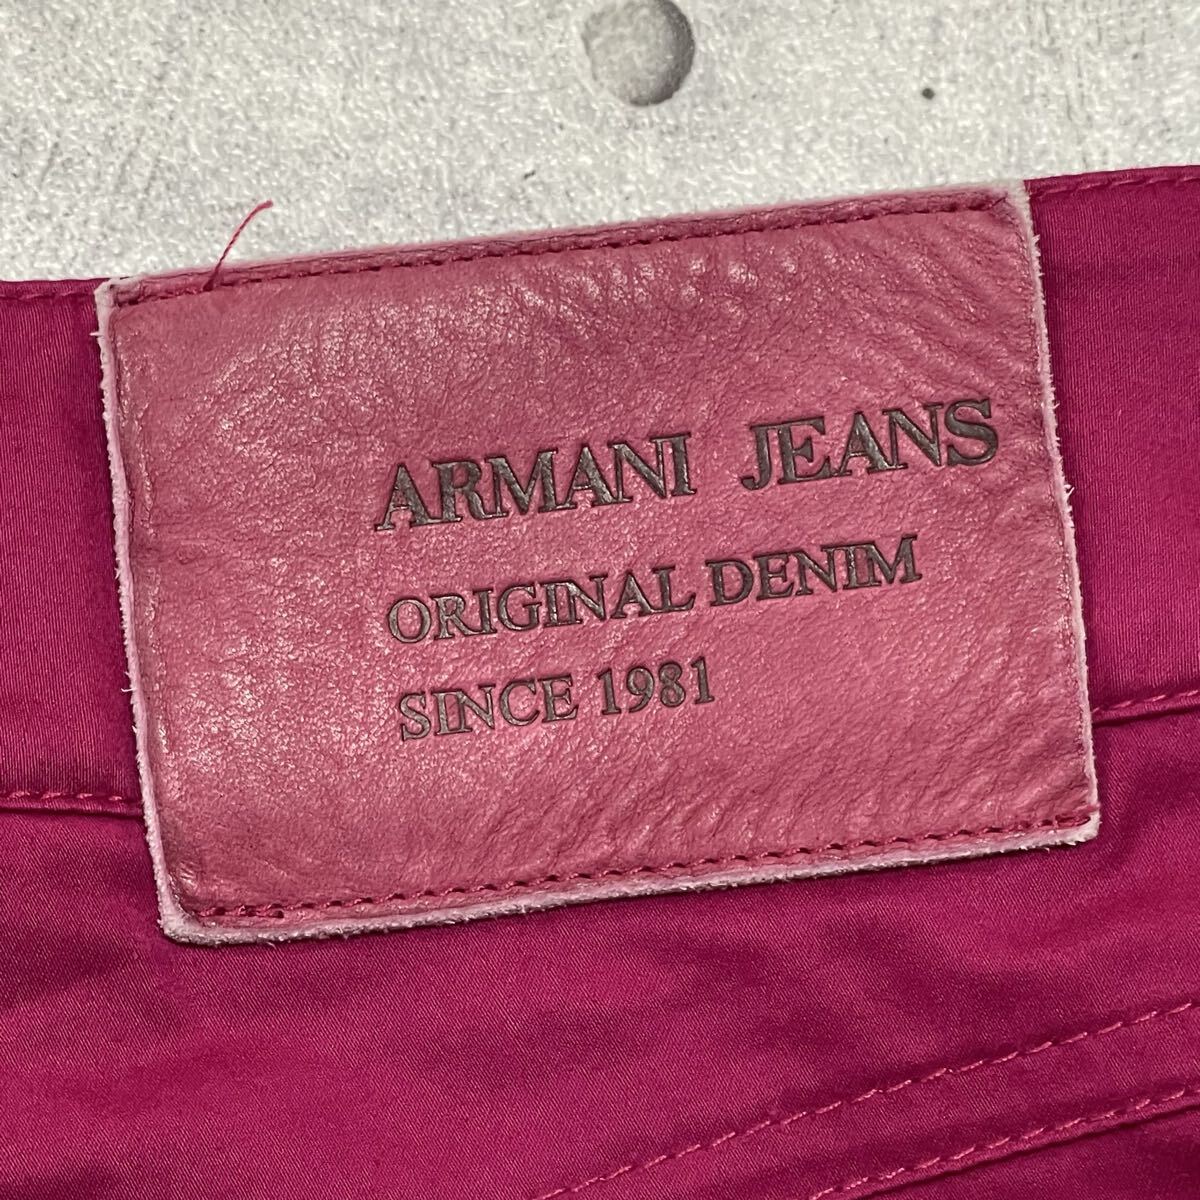 ARMANI JEANS
ORIGINAL DENIM
SINCE 1981